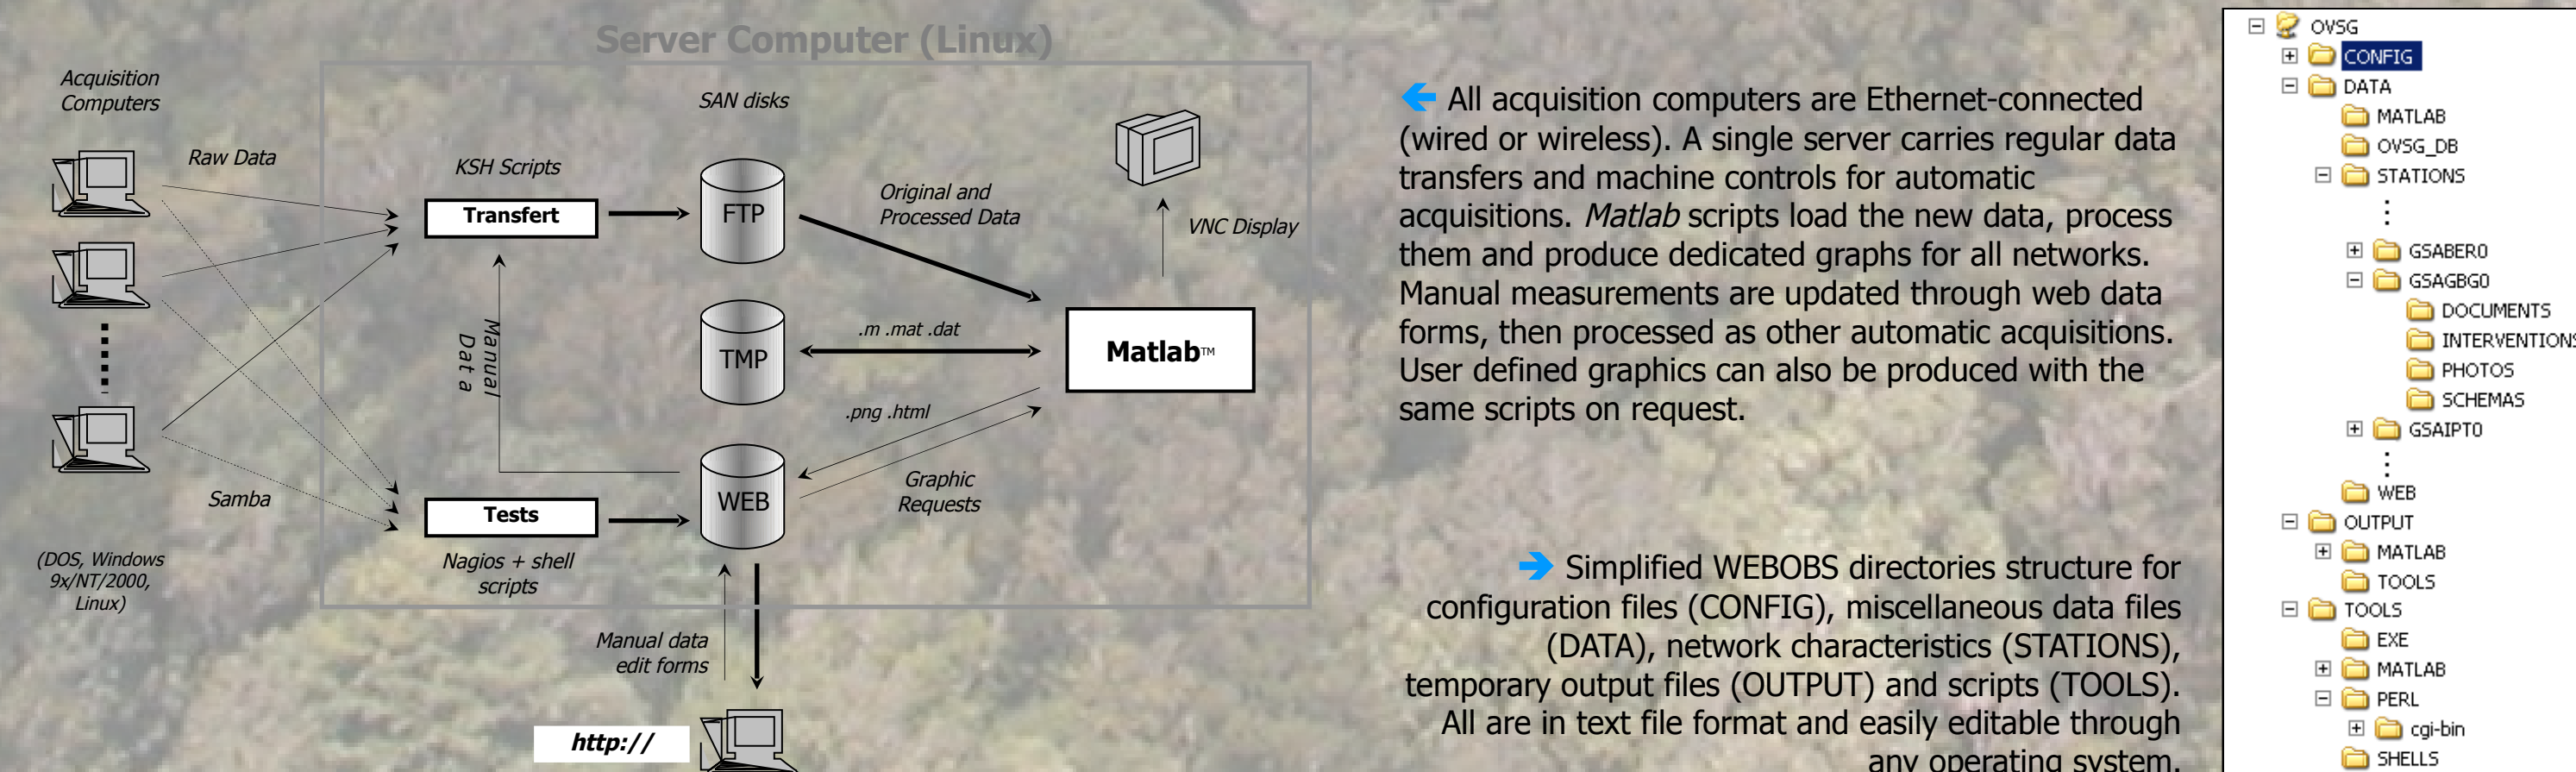 Server Computer (Linux)
Acquisition
Computers
SAN disks
Raw Data
KSH Scripts
Transfert
FTP
Original and
Processed Data
VNC Display
Manual
Data
TMP
.m .mat .dat
Matlab™
.png .html
WEB
Graphic
Requests
Samba
Tests
Nagios + shell
scripts
(DOS, Windows
9x/NT/2000,
Linux)
Manual data
edit forms
http://
← All acquisition computers are Ethernet-connected
(wired or wireless). A single server carries regular data
transfers and machine controls for automatic
acquisitions. Matlab scripts load the new data, process
them and produce dedicated graphs for all networks.
Manual measurements are updated through web data
forms, then processed as other automatic acquisitions.
User defined graphics can also be produced with the
same scripts on request.
→ Simplified WEBOBS directories structure for
configuration files (CONFIG), miscellaneous data files
(DATA), network characteristics (STATIONS),
temporary output files (OUTPUT) and scripts (TOOLS).
All are in text file format and easily editable through
any operating system.
OVSG
CONFIG
DATA
MATLAB
OVSG_DB
STATIONS
GSABER0
GSAGBG0
DOCUMENTS
INTERVENTIONS
PHOTOS
SCHEMAS
GSAIPT0
WEB
OUTPUT
MATLAB
TOOLS
TOOLS
EXE
MATLAB
PERL
cgi-bin
SHELLS